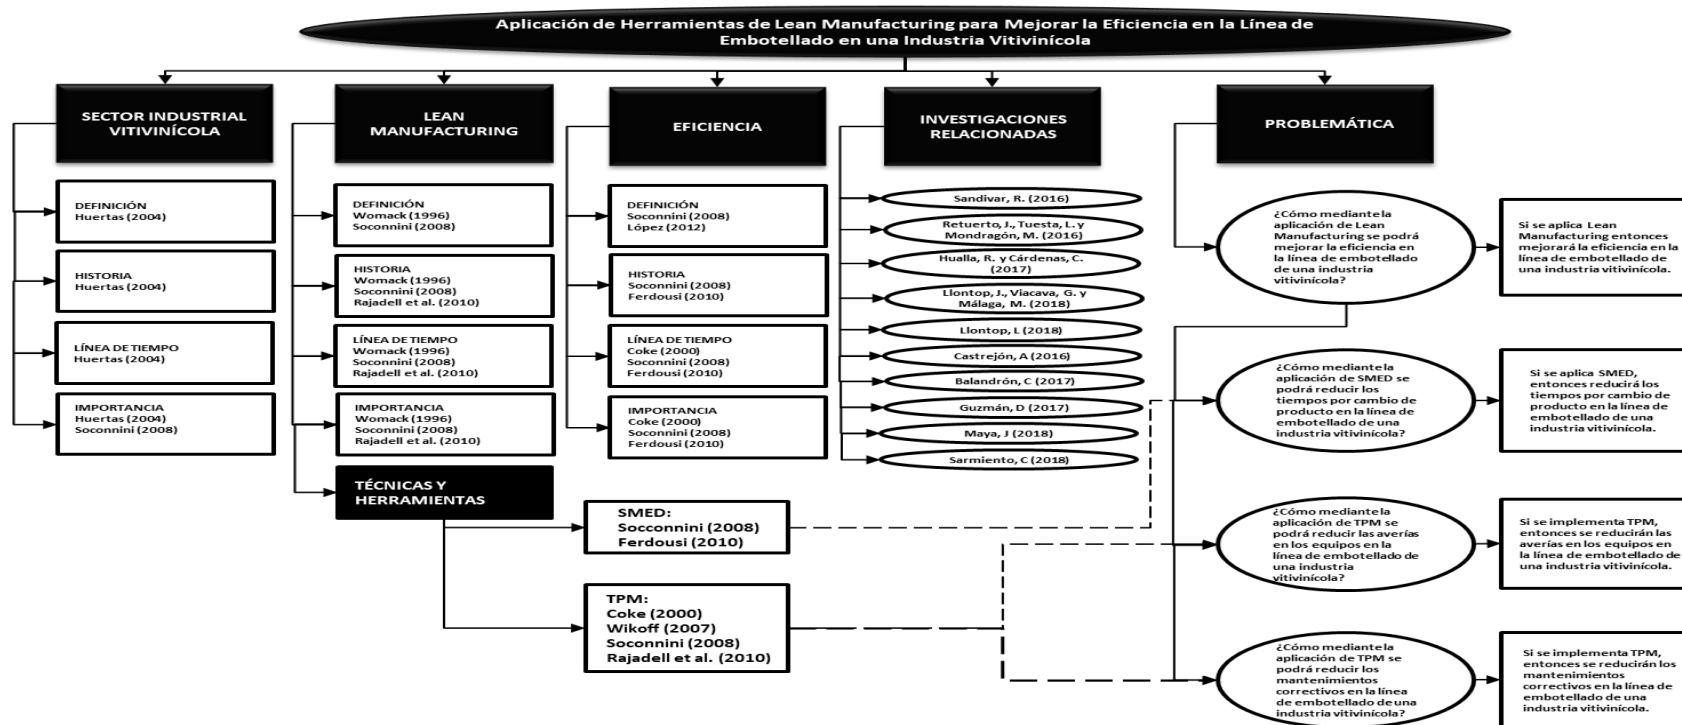 Aplicación de Herramientas de Lean Manufacturing para Mejorar la Eficiencia en la Línea de
Embotellado en una Industria Vitivinícola
SECTOR INDUSTRIAL
VITIVINÍCOLA
DEFINICIÓN
Huertas (2004)
HISTORIA
Huertas (2004)
LÍNEA DE TIEMPO
Huertas (2004)
IMPORTANCIA
Huertas (2004)
Soconnini (2008)
LEAN
MANUFACTURING
DEFINICIÓN
Womack (1996)
Soconnini (2008)
HISTORIA
Womack (1996)
Soconnini (2008)
Rajadell et al. (2010)
LÍNEA DE TIEMPO
Womack (1996)
Soconnini (2008)
Rajadell et al. (2010)
IMPORTANCIA
Womack (1996)
Soconnini (2008)
Rajadell et al. (2010)
TÉCNICAS Y
HERRAMIENTAS
SMED:
Socconnini (2008)
Ferdousi (2010)
TPM:
Coke (2000)
Wikoff (2007)
Soconnini (2008)
Rajadell et al. (2010)
EFICIENCIA
DEFINICIÓN
Soconnini (2008)
López (2012)
HISTORIA
Soconnini (2008)
Ferdousi (2010)
LÍNEA DE TIEMPO
Coke (2000)
Soconnini (2008)
Ferdousi (2010)
IMPORTANCIA
Coke (2000)
Soconnini (2008)
Ferdousi (2010)
INVESTIGACIONES
RELACIONADAS
Sandivar, R. (2016)
Retuerto, J., Tuesta, L. y
Mondragón, M. (2016)
Hualla, R. y Cárdenas, C.
(2017)
Llontop, J., Viacava, G. y
Málaga, M. (2018)
Llontop, L (2018)
Castrejón, A (2016)
Balandrón, C (2017)
Guzmán, D (2017)
Maya, J (2018)
Sarmiento, C (2018)
PROBLEMÁTICA
¿Cómo mediante la
aplicación de Lean
Manufacturing se podrá
mejorar la eficiencia en
la línea de embotellado
de una industria
vitivinícola?
Si se aplica Lean
Manufacturing entonces
mejorará la eficiencia en la
línea de embotellado de
una industria vitivinícola.
¿Cómo mediante la
aplicación de SMED se
podrá reducir los
tiempos por cambio de
producto en la línea de
embotellado de una
industria vitivinícola?
Si se aplica SMED,
entonces reducirá los
tiempos por cambio de
producto en la línea de
embotellado de una
industria vitivinícola.
¿Cómo mediante la
aplicación de TPM se
podrá reducir las averías
en los equipos en la
línea de embotellado de
una industria
vitivinícola?
Si se implementa TPM,
entonces se reducirán las
averías en los equipos en
la línea de embotellado de
una industria vitivinícola.
¿Cómo mediante la
aplicación de TPM se
podrá reducir los
mantenimientos
correctivos en la línea
de embotellado de una
industria vitivinícola?
Si se implementa TPM,
entonces se reducirán los
mantenimientos
correctivos en la línea de
embotellado de una
industria vitivinícola.